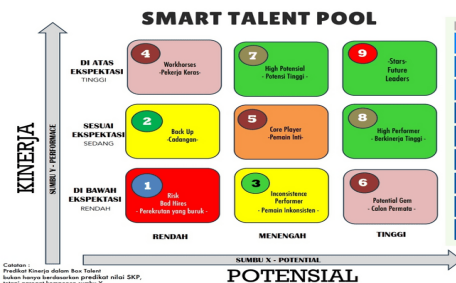 SMART TALENT POOL
KINERJA
SUMBU Y - PERFORMACE
DI ATAS
EKSPEKTASI
TINGGI
4
Workhorses
-Pekerja Keras-
7
High Potensial
- Potensi Tinggi -
9
-Stars-
Future
Leaders
SESUAI
EKSPEKTASI
SEDANG
2
Back Up
-Cadangan-
5
Core Player
-Pemain Inti-
8
High Performer
- Berkinerja Tinggi -
DI BAWAH
EKSPEKTASI
RENDAH
1
Risk
Bad Hires
- Perekrutan yang buruk -
3
Inconsistence
Performer
- Pemain Inkonsisten -
6
Potential Gem
- Calon Permata -
RENDAH
MENENGAH
TINGGI
SUMBU X - POTENTIAL
POTENSIAL
Catatan :
Predikat Kinerja dalam Box Talent
bukan hanya berdasarkan predikat nilai SKP,